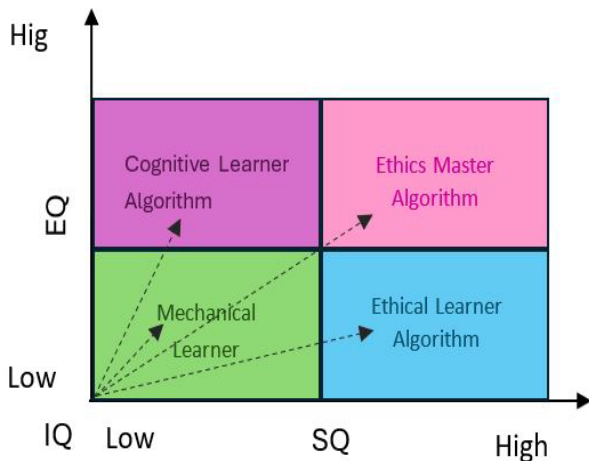 Hig
Cognitive Learner
Algorithm
Ethics Master
Algorithm
EQ
Mechanical
Learner
Ethical Learner
Algorithm
Low
IQ
Low
SQ
High